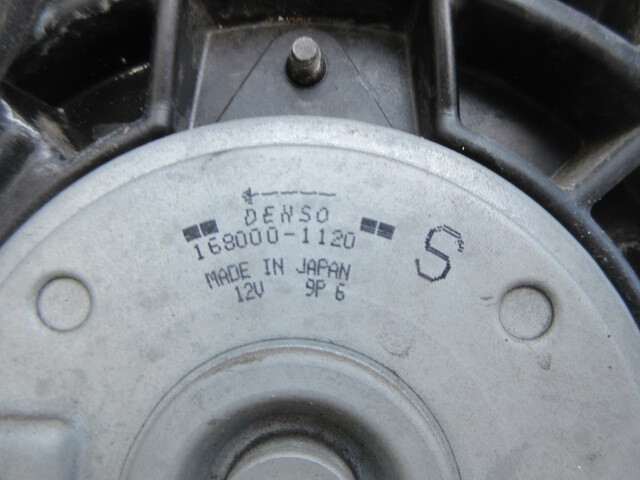 DENSO
168000-1120
MADE IN JAPAN
12V 9P 6
S